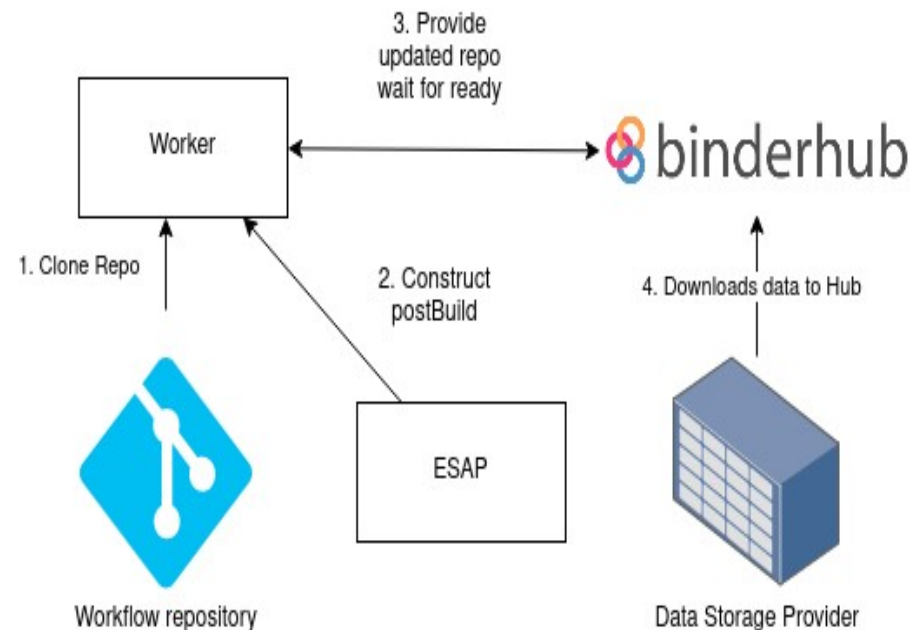 3. Provide
updated repo
wait for ready
Worker
binderhub
1. Clone Repo
2. Construct
postBuild
4. Downloads data to Hub
ESAP
Workflow repository
Data Storage Provider